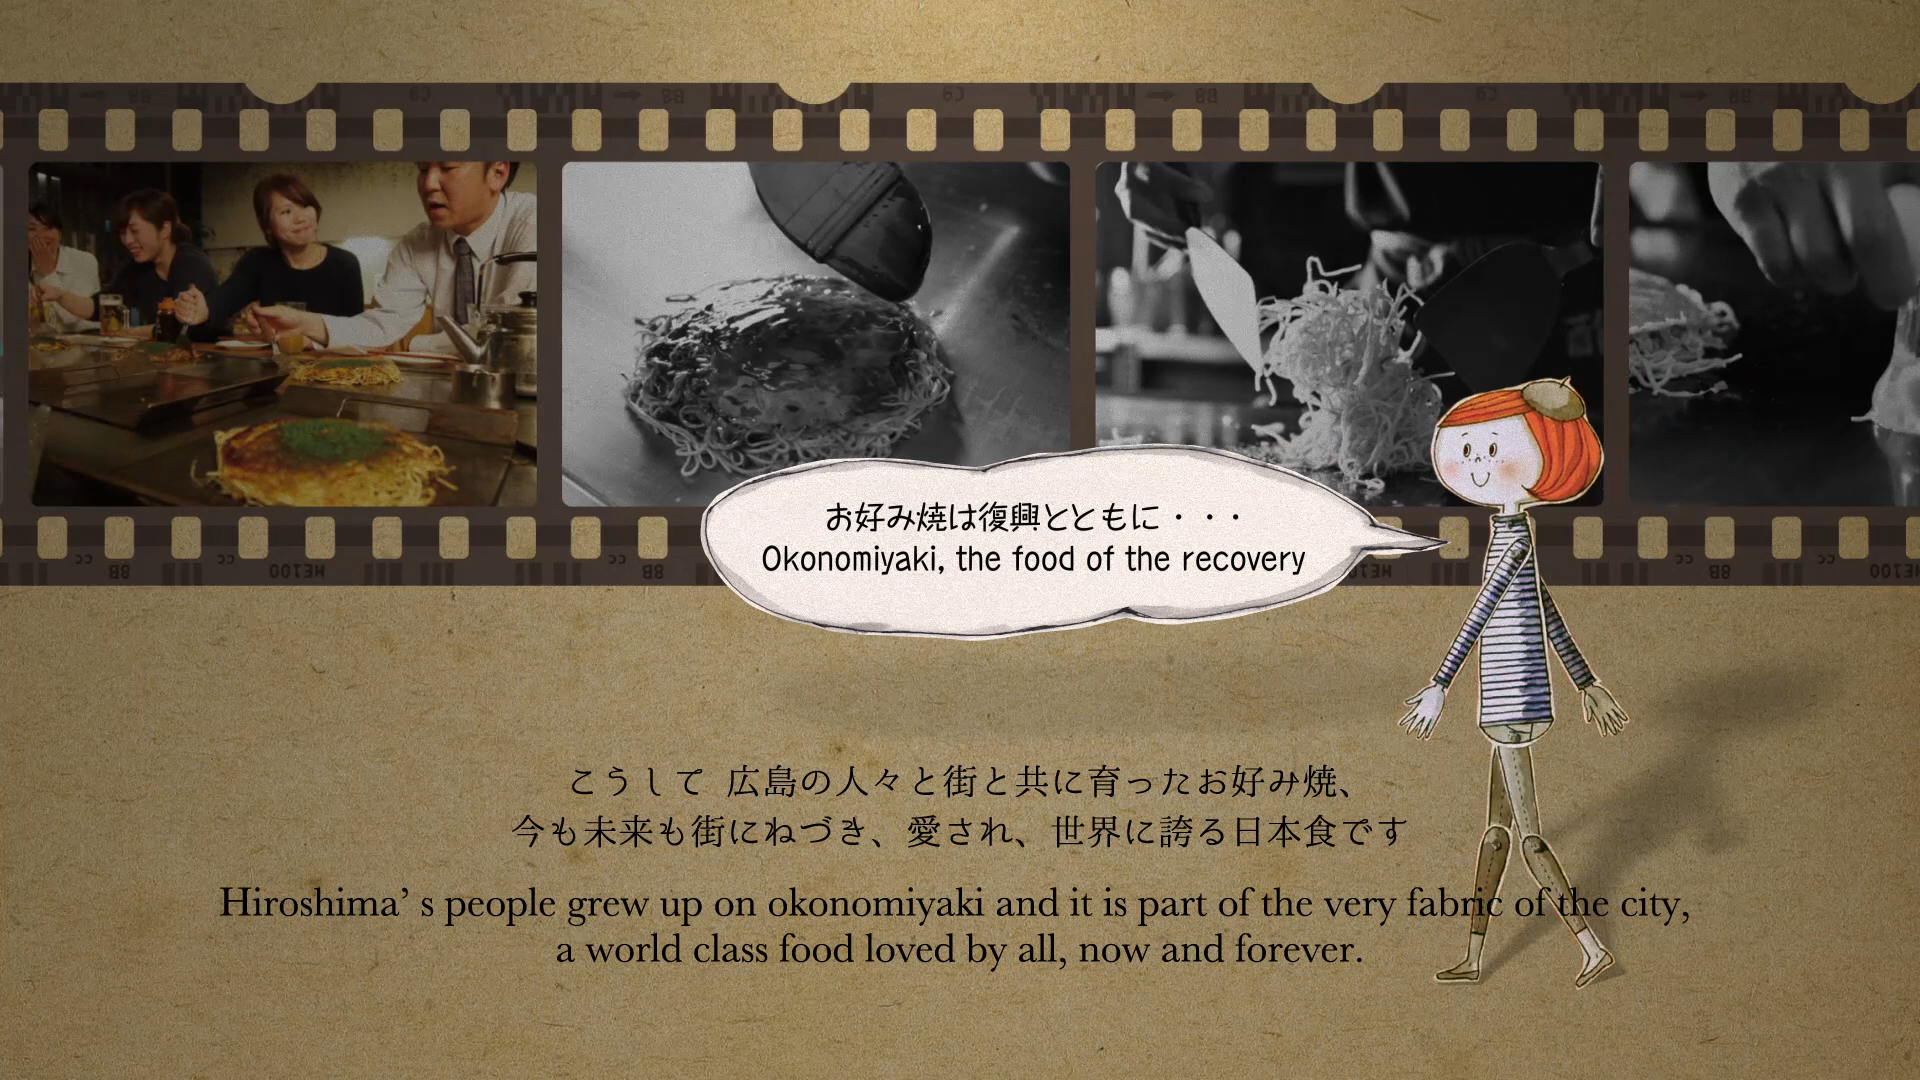 お好み焼は復興とともに・・・
Okonomiyaki, the food of the recovery
こうして 広島の人々と街と共に育ったお好み焼、
今も未来も街にねづき、愛され、世界に誇る日本食です
Hiroshima’ s people grew up on okonomiyaki and it is part of the very fabric of the city,
a world class food loved by all, now and forever.